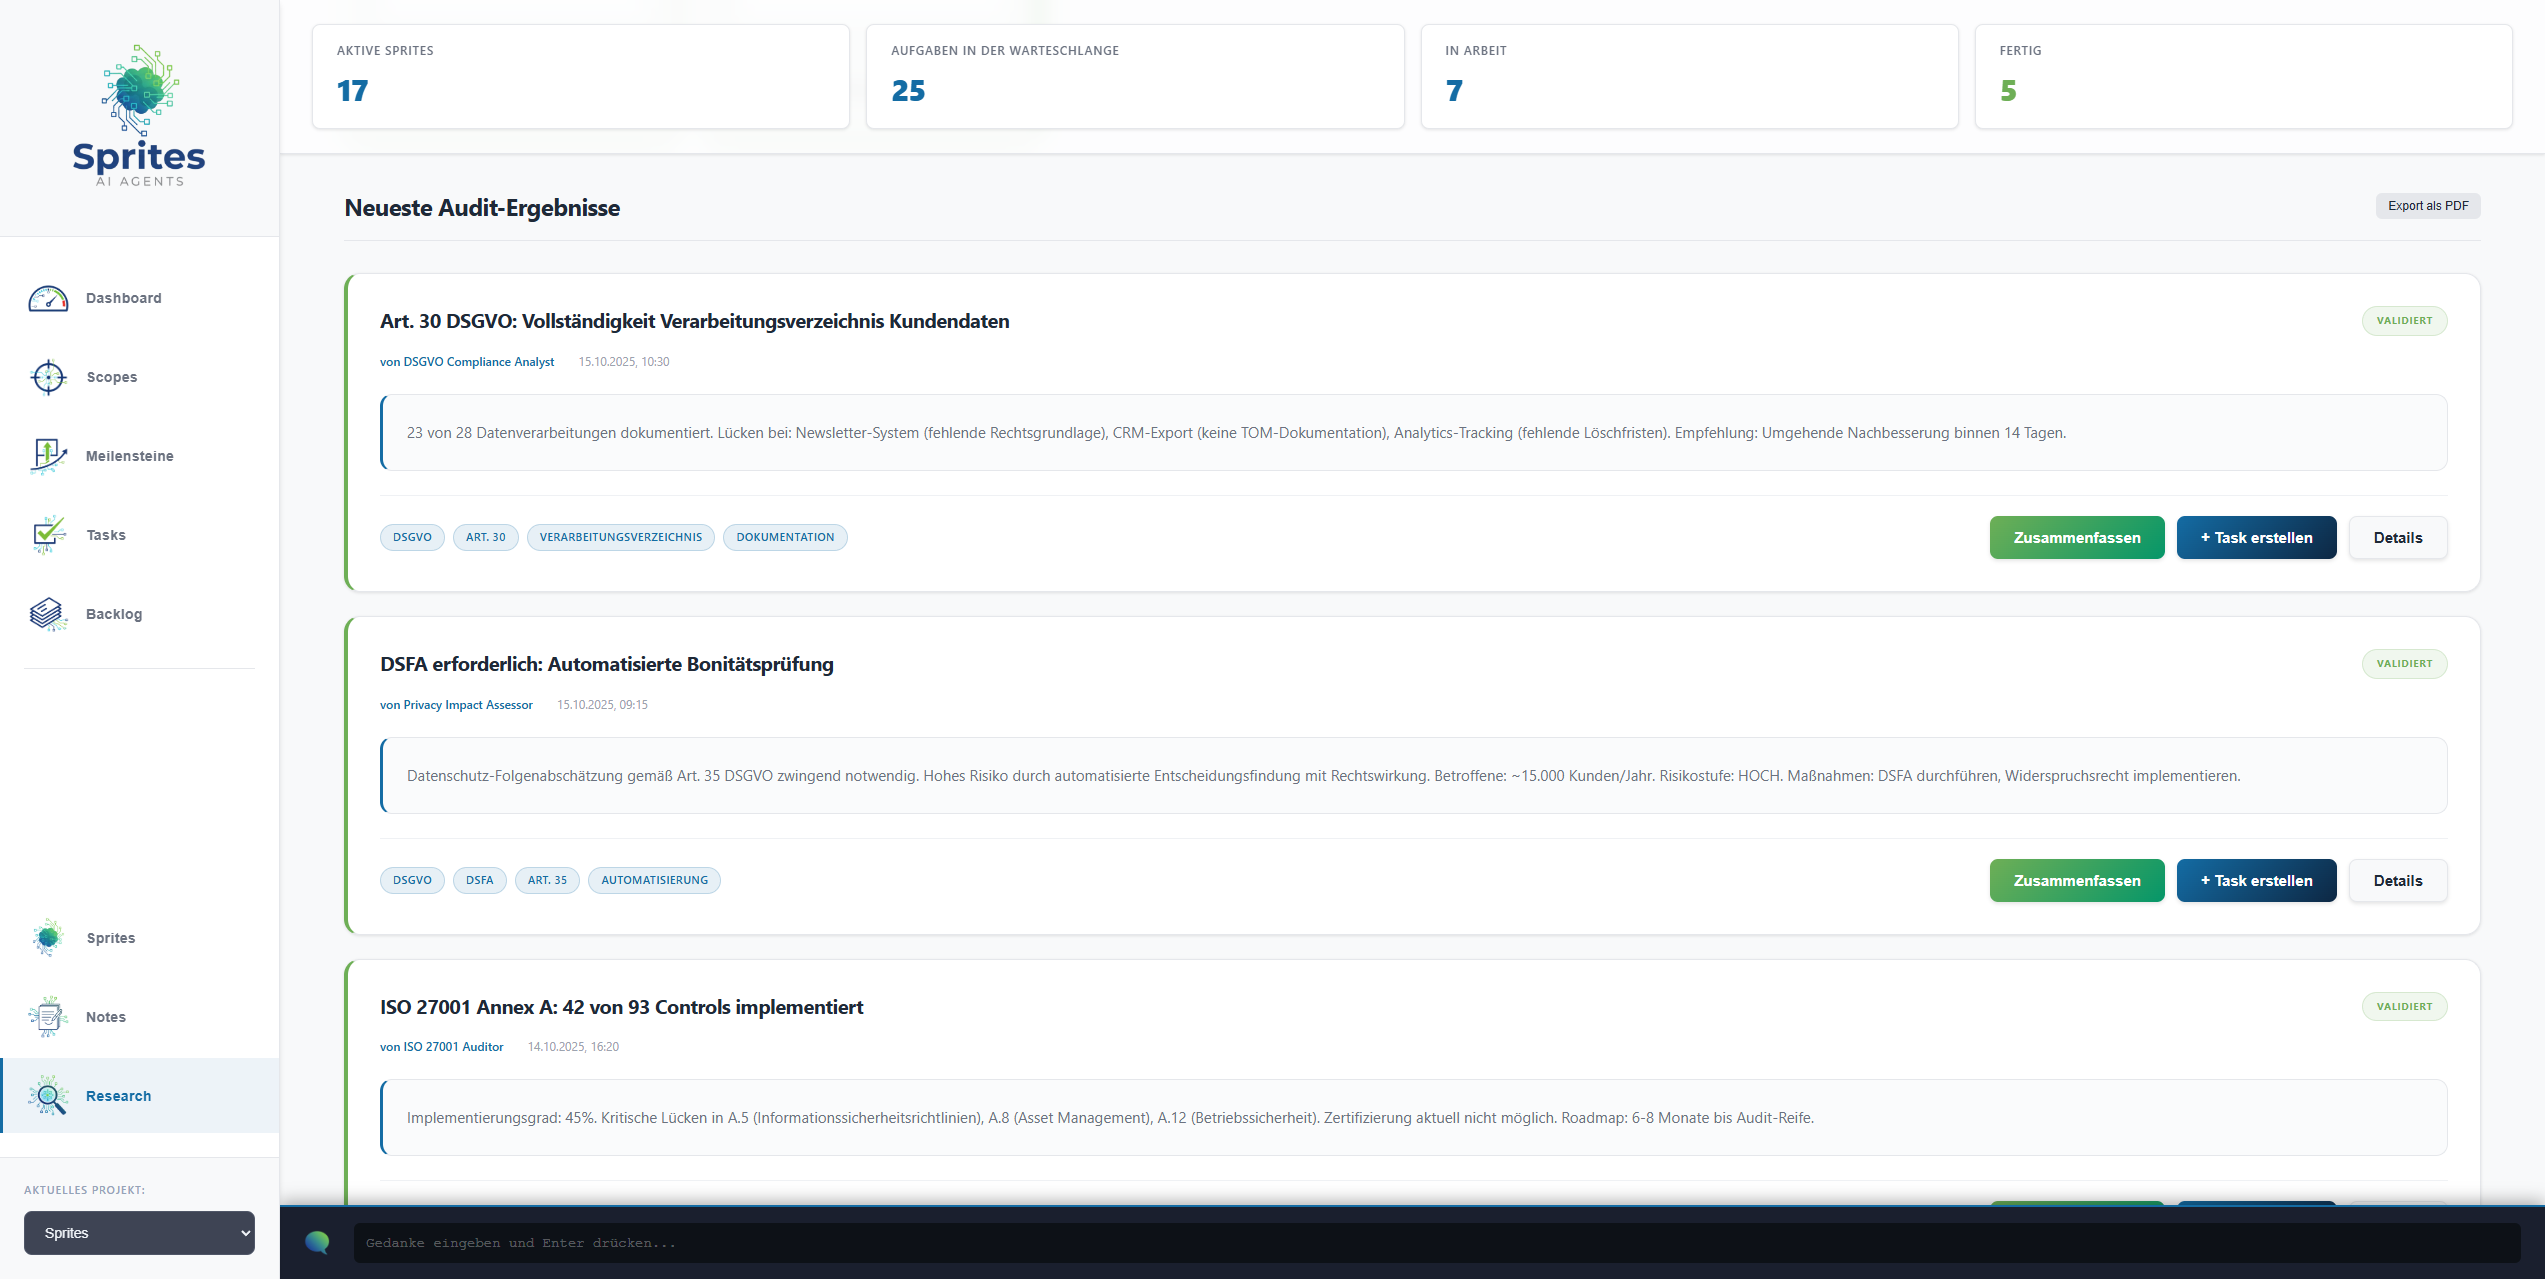 Sprites
AI AGENTS
Dashboard
Scopes
Meilensteine
Tasks
Backlog
Sprites
Notes
Research
AKTUELLES PROJEKT:
Sprites
AKTIVE SPRITES
17
AUFGABEN IN DER WARTESCHLANGE
25
IN ARBEIT
7
FERTIG
5
Neueste Audit-Ergebnisse
Export als PDF
Art. 30 DSGVO: Vollständigkeit Verarbeitungsverzeichnis Kundendaten
VALIDIERT
von DSGVO Compliance Analyst 15.10.2025, 10:30
23 von 28 Datenverarbeitungen dokumentiert. Lücken bei: Newsletter-System (fehlende Rechtsgrundlage), CRM-Export (keine TOM-Dokumentation), Analytics-Tracking (fehlende Löschfristen). Empfehlung: Umgehende Nachbesserung binnen 14 Tagen.
DSGVO ART. 30 VERARBEITUNGSVERZEICHNIS DOKUMENTATION
Zusammenfassen + Task erstellen Details
DSFA erforderlich: Automatisierte Bonitätsprüfung
VALIDIERT
von Privacy Impact Assessor 15.10.2025, 09:15
Datenschutz-Folgenabschätzung gemäß Art. 35 DSGVO zwingend notwendig. Hohes Risiko durch automatisierte Entscheidungsfindung mit Rechtswirkung. Betroffene: ~15.000 Kunden/Jahr. Risikostufe: HOCH. Maßnahmen: DSFA durchführen, Widerspruchsrecht implementieren.
DSGVO DSFA ART. 35 AUTOMATISIERUNG
Zusammenfassen + Task erstellen Details
ISO 27001 Annex A: 42 von 93 Controls implementiert
VALIDIERT
von ISO 27001 Auditor 14.10.2025, 16:20
Implementierungsgrad: 45%. Kritische Lücken in A.5 (Informationssicherheitsrichtlinien), A.8 (Asset Management), A.12 (Betriebssicherheit). Zertifizierung aktuell nicht möglich. Roadmap: 6-8 Monate bis Audit-Reife.
Gedanke eingeben und Enter drücken...